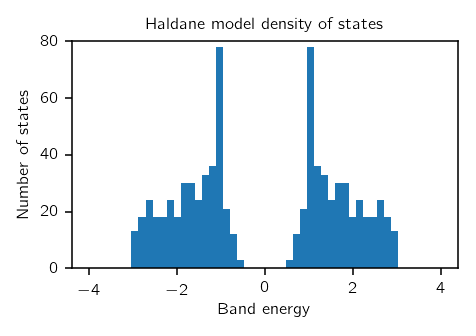 Haldane model density of states
80
60
40
20
0
Number of states
−4 −2 0 2 4
Band energy